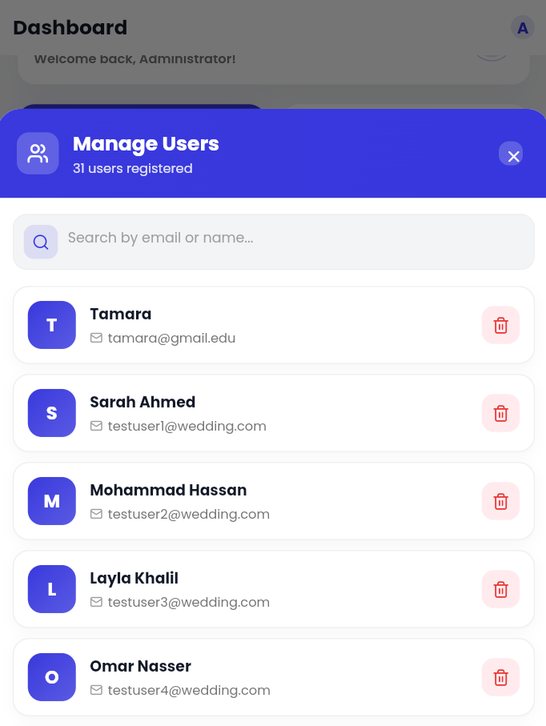 Dashboard
A
Welcome back, Administrator!
Manage Users
31 users registered
Search by email or name...
T
Tamara
tamara@gmail.edu
S
Sarah Ahmed
testuser1@wedding.com
M
Mohammad Hassan
testuser2@wedding.com
L
Layla Khalil
testuser3@wedding.com
O
Omar Nasser
testuser4@wedding.com